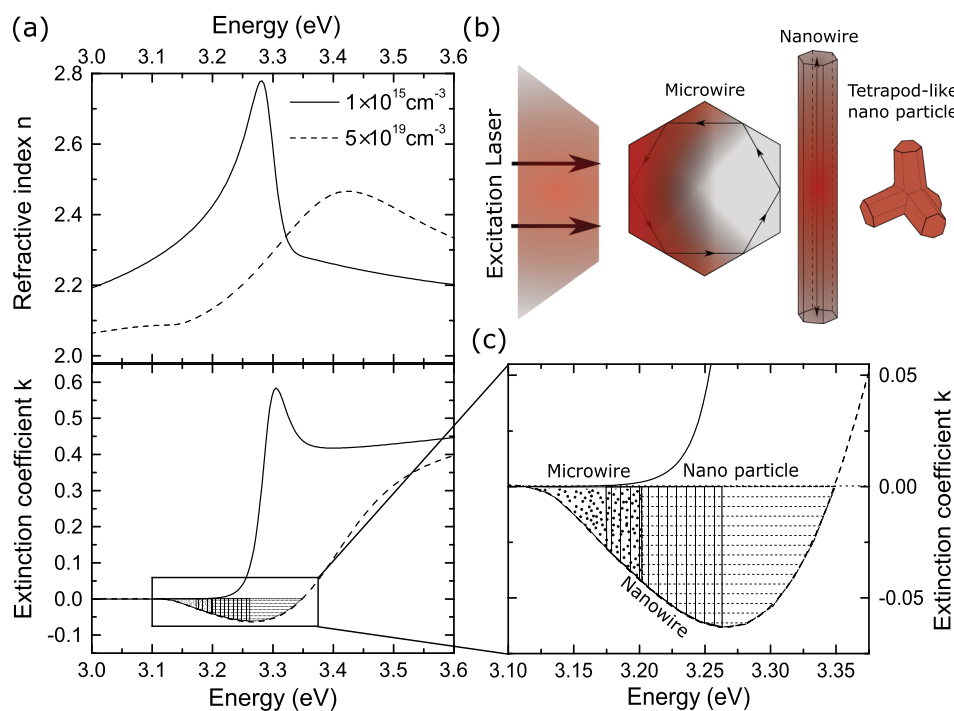 (a)
Energy (eV)
3.0 3.1 3.2 3.3 3.4 3.5 3.6
2.8
2.6
2.4
2.2
2.0
Refractive index n
1×10¹⁵cm⁻³
5×10¹⁹cm⁻³
0.6
0.5
0.4
0.3
0.2
0.1
0.0
-0.1
Extinction coefficient k
3.0 3.1 3.2 3.3 3.4 3.5 3.6
Energy (eV)
(b)
Excitation Laser
Microwire
Nanowire
Tetrapod-like
nano particle
(c)
0.05
0.00
-0.05
Extinction coefficient k
Microwire
Nano particle
Nanowire
3.10 3.15 3.20 3.25 3.30 3.35
Energy (eV)